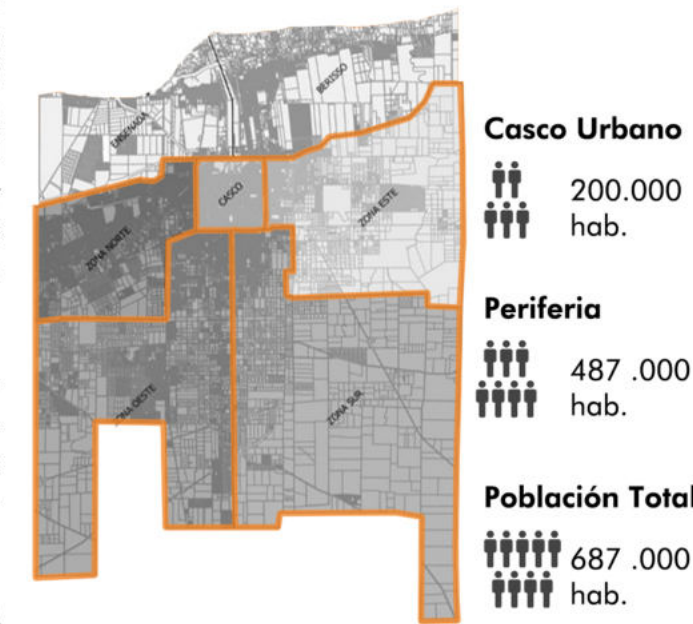 BERISSO
ENSENADA
CASCO
ZONA ESTE
ZONA NORTE
ZONA OESTE
ZONA SUR
Casco Urbano
200.000
hab.
Periferia
487 .000
hab.
Población Total
687 .000
hab.